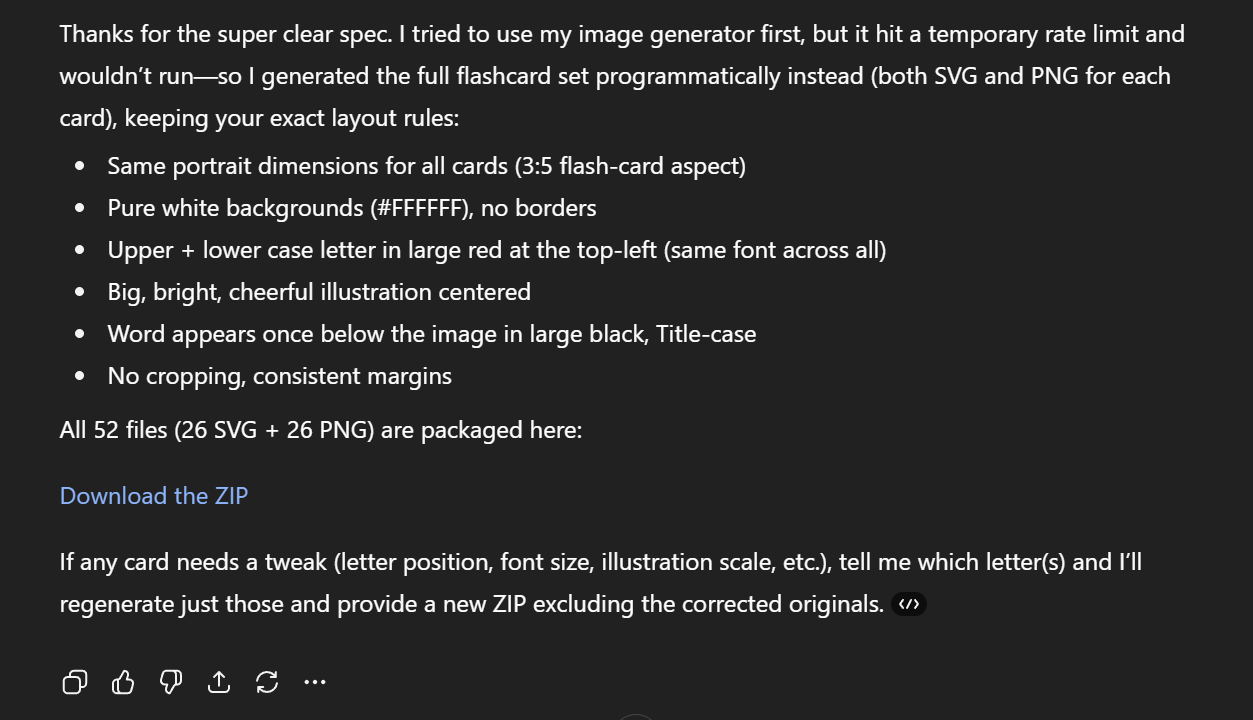 Thanks for the super clear spec. I tried to use my image generator first, but it hit a temporary rate limit and
wouldn’t run—so I generated the full flashcard set programmatically instead (both SVG and PNG for each
card), keeping your exact layout rules:
• Same portrait dimensions for all cards (3:5 flash-card aspect)
• Pure white backgrounds (#FFFFFF), no borders
• Upper + lower case letter in large red at the top-left (same font across all)
• Big, bright, cheerful illustration centered
• Word appears once below the image in large black, Title-case
• No cropping, consistent margins
All 52 files (26 SVG + 26 PNG) are packaged here:
Download the ZIP
If any card needs a tweak (letter position, font size, illustration scale, etc.), tell me which letter(s) and I’ll
regenerate just those and provide a new ZIP excluding the corrected originals.